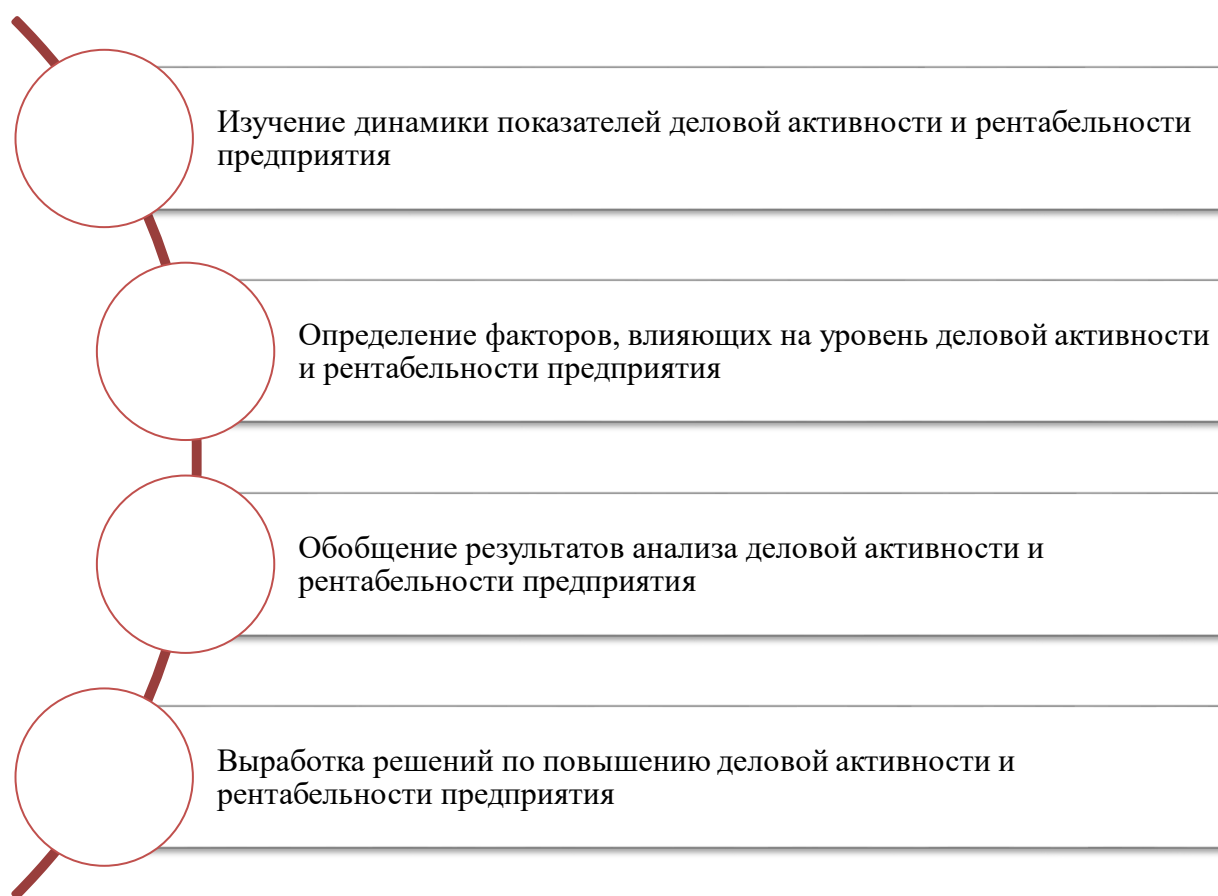 Изучение динамики показателей деловой активности и рентабельности
предприятия
Определение факторов, влияющих на уровень деловой активности
и рентабельности предприятия
Обобщение результатов анализа деловой активности и
рентабельности предприятия
Выработка решений по повышению деловой активности и
рентабельности предприятия